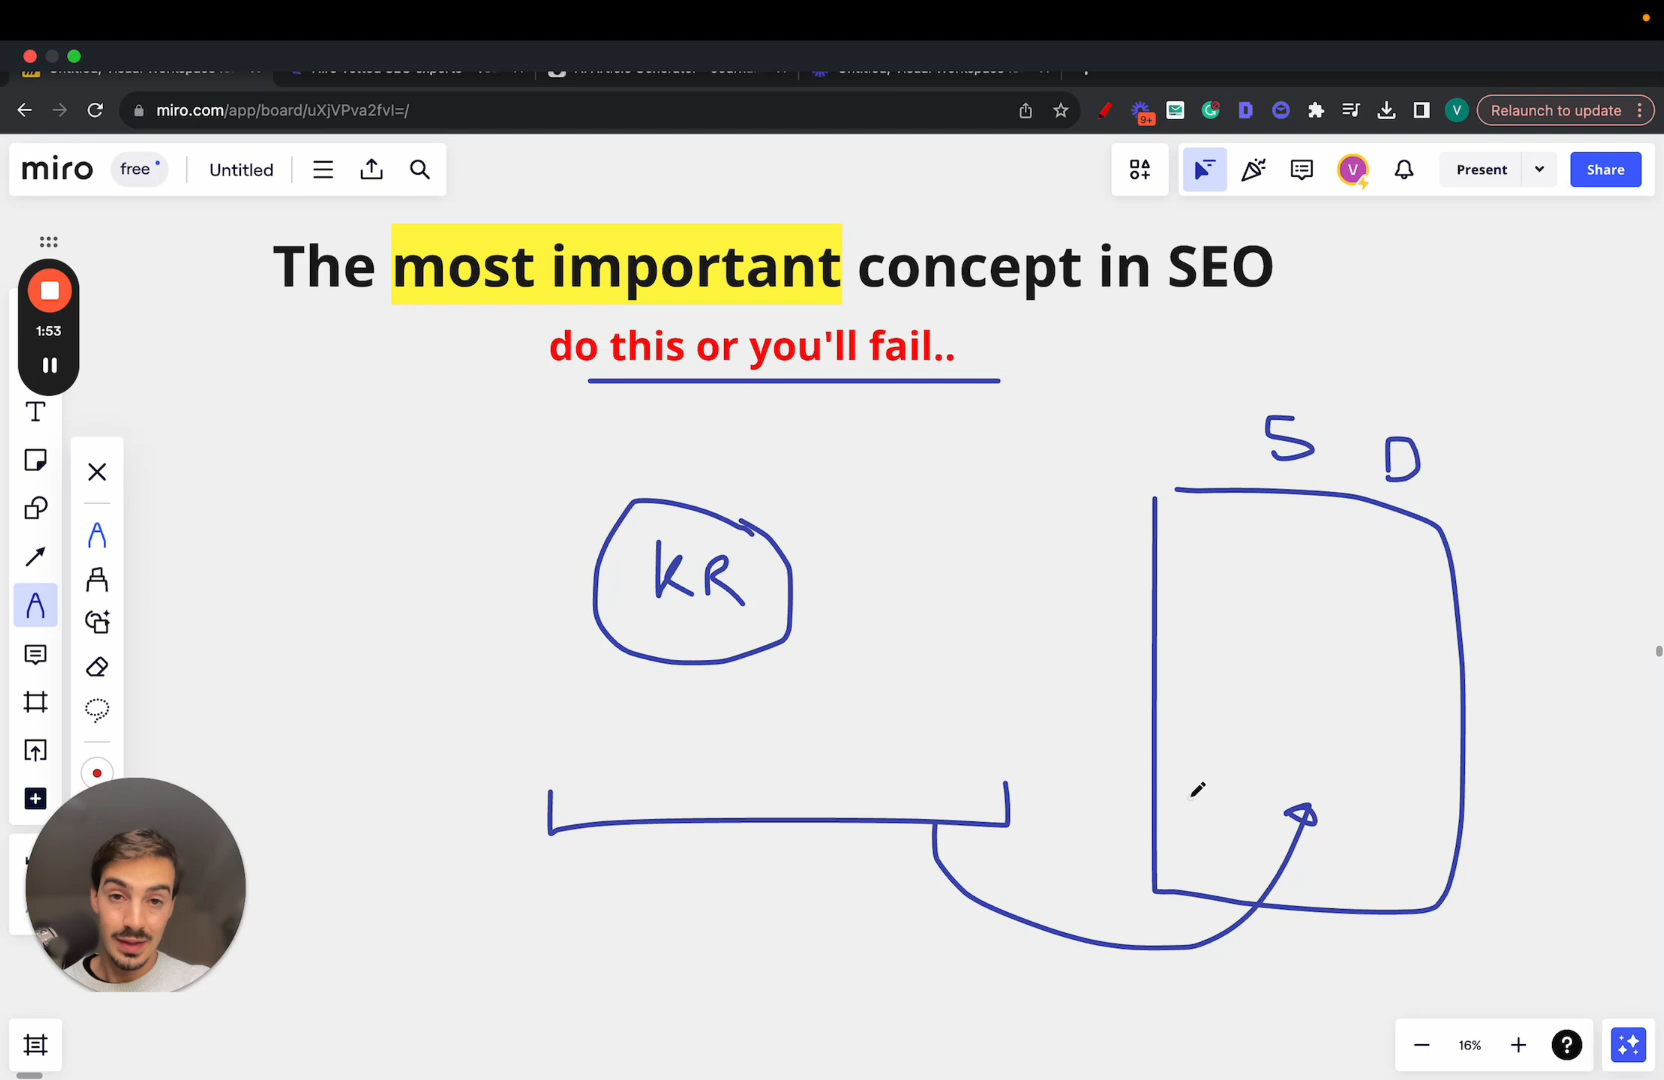 miro.com/app/board/uXjVPva2fvI=/
9+
V
Relaunch to update
miro
free
Untitled
V
Present
Share
The most important concept in SEO
do this or you'll fail..
1:53
T
S D
KR
16%
?